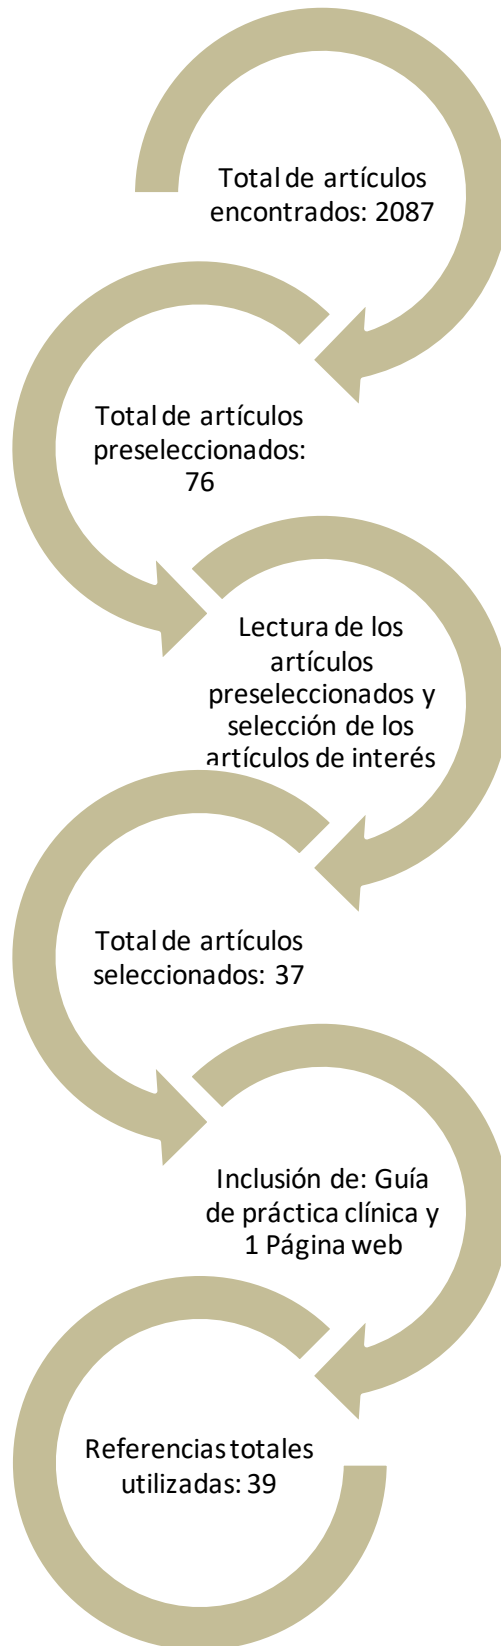 Total de artículos
encontrados: 2087
Total de artículos
preseleccionados:
76
Lectura de los
artículos
preseleccionados y
selección de los
artículos de interés
Total de artículos
seleccionados: 37
Inclusión de: Guía
de práctica clínica y
1 Página web
Referencias totales
utilizadas: 39